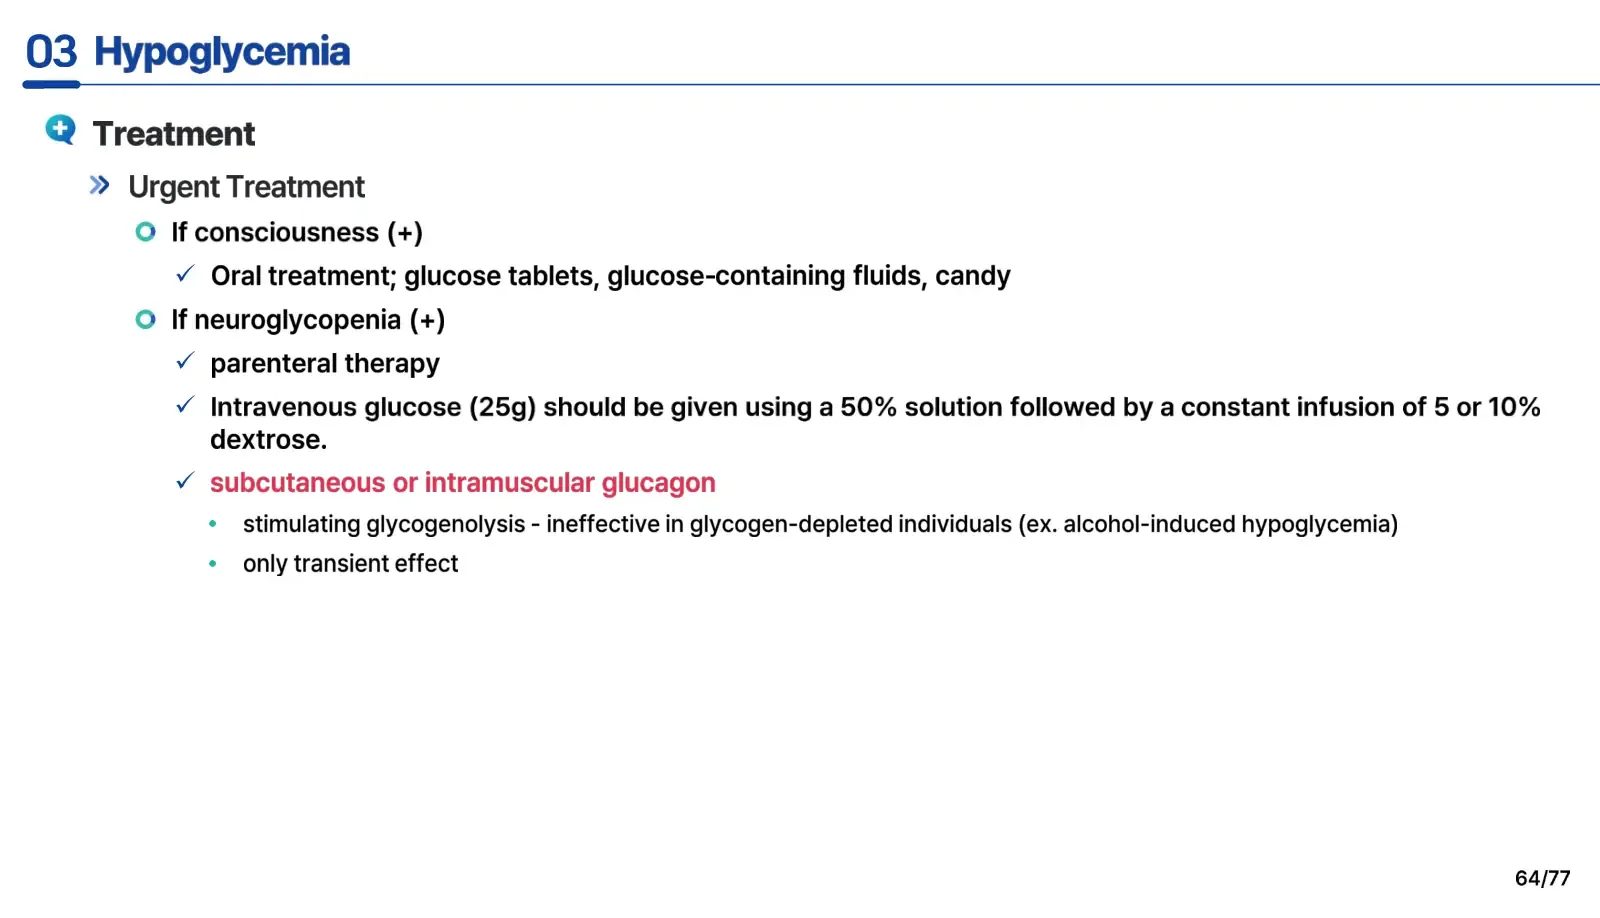 03 Hypoglycemia
Treatment
Urgent Treatment
If consciousness (+)
Oral treatment; glucose tablets, glucose-containing fluids, candy
If neuroglycopenia (+)
parenteral therapy
Intravenous glucose (25g) should be given using a 50% solution followed by a constant infusion of 5 or 10%
dextrose.
subcutaneous or intramuscular glucagon
stimulating glycogenolysis - ineffective in glycogen-depleted individuals (ex. alcohol-induced hypoglycemia)
only transient effect
64/77